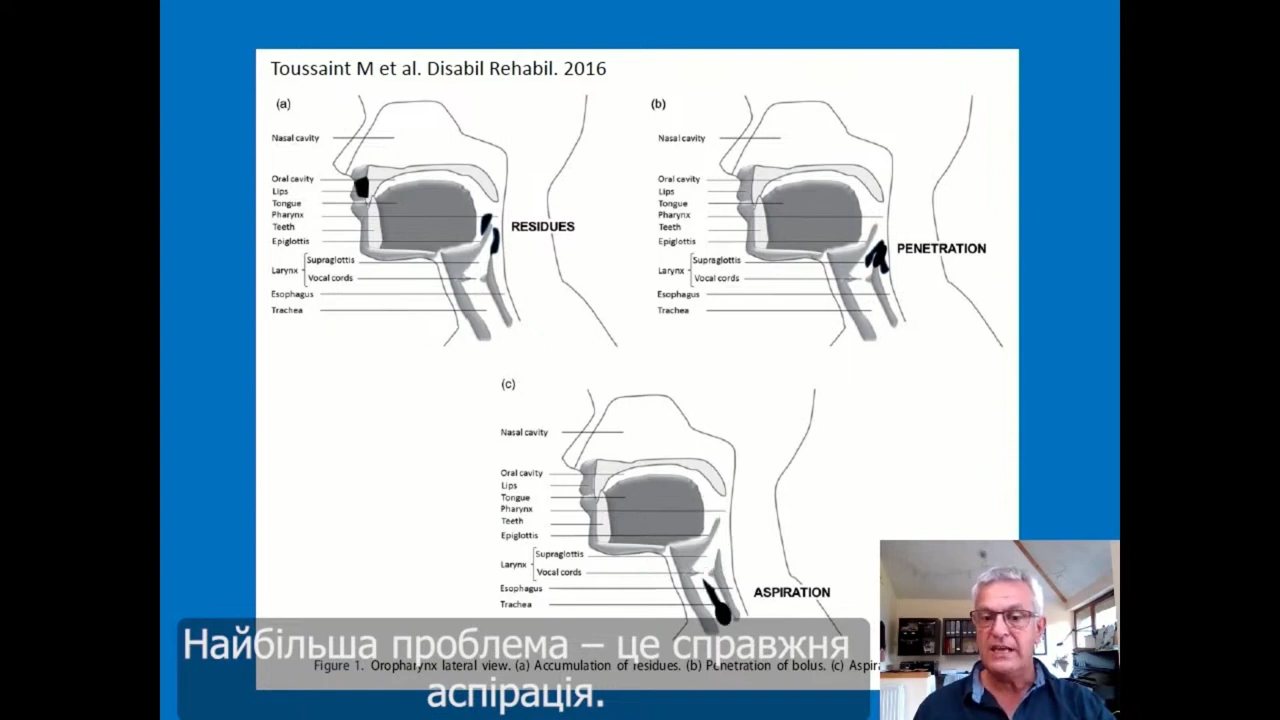 Toussaint M et al. Disabil Rehabil. 2016
(a)
Nasal cavity
Oral cavity
Lips
Tongue
Pharynx
Teeth
Epiglottis
Supraglottis
Larynx
Vocal cords
Esophagus
Trachea
RESIDUES
(b)
Nasal cavity
Oral cavity
Lips
Tongue
Pharynx
Teeth
Epiglottis
Supraglottis
Larynx
Vocal cords
Esophagus
Trachea
PENETRATION
(c)
Nasal cavity
Oral cavity
Lips
Tongue
Pharynx
Teeth
Epiglottis
Supraglottis
Larynx
Vocal cords
Esophagus
Trachea
ASPIRATION
Найбільша проблема – це справжня
аспірація.
Figure 1. Oropharynx lateral view. (a) Accumulation of residues. (b) Penetration of bolus. (c) Aspira